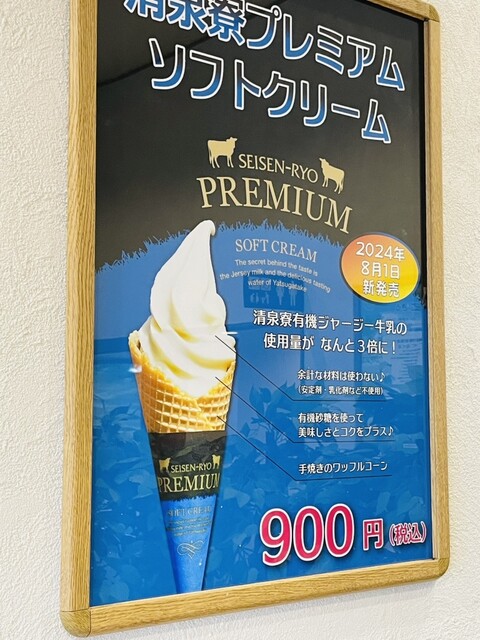 清泉寮プレミアム
ソフトクリーム
SEISEN-RYO
PREMIUM
SOFT CREAM
The secret behind the taste is
the Jersey milk and the delicious tasting
water of Yatsugatake
2024年
8月1日
新発売
清泉寮有機ジャージー牛乳の
使用量が なんと3倍に！
余計な材料は使わない♪
(安定剤・乳化剤など不使用)
有機砂糖を使って
美味しさとコクをプラス♪
手焼きのワッフルコーン
SEISEN-RYO
PREMIUM
SOFT CREAM
900円(税込)